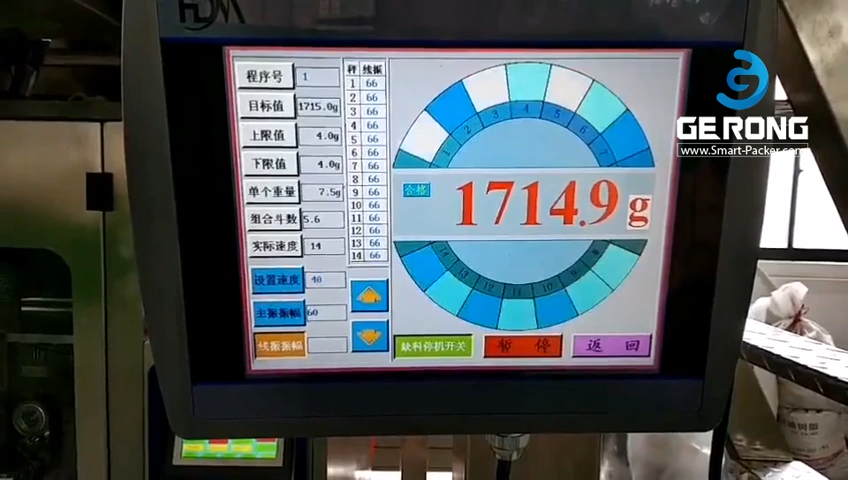 HDM
GERONG
www.Smart-Packer.com
程序号 1
目标值 1715.0g
上限值 4.0g
下限值 4.0g
单个重量 7.5g
组合斗数 5.6
实际速度 14
设置速度 40
主振振幅 60
线振振幅
秤 线振
1 66
2 66
3 66
4 66
5 66
6 66
7 66
8 66
9 66
10 66
11 66
12 66
13 66
14 66
1 2 3 4 5 6 7
合格
1714.9g
14 13 12 11 10 9 8
缺料停机开关
暂 停
返 回